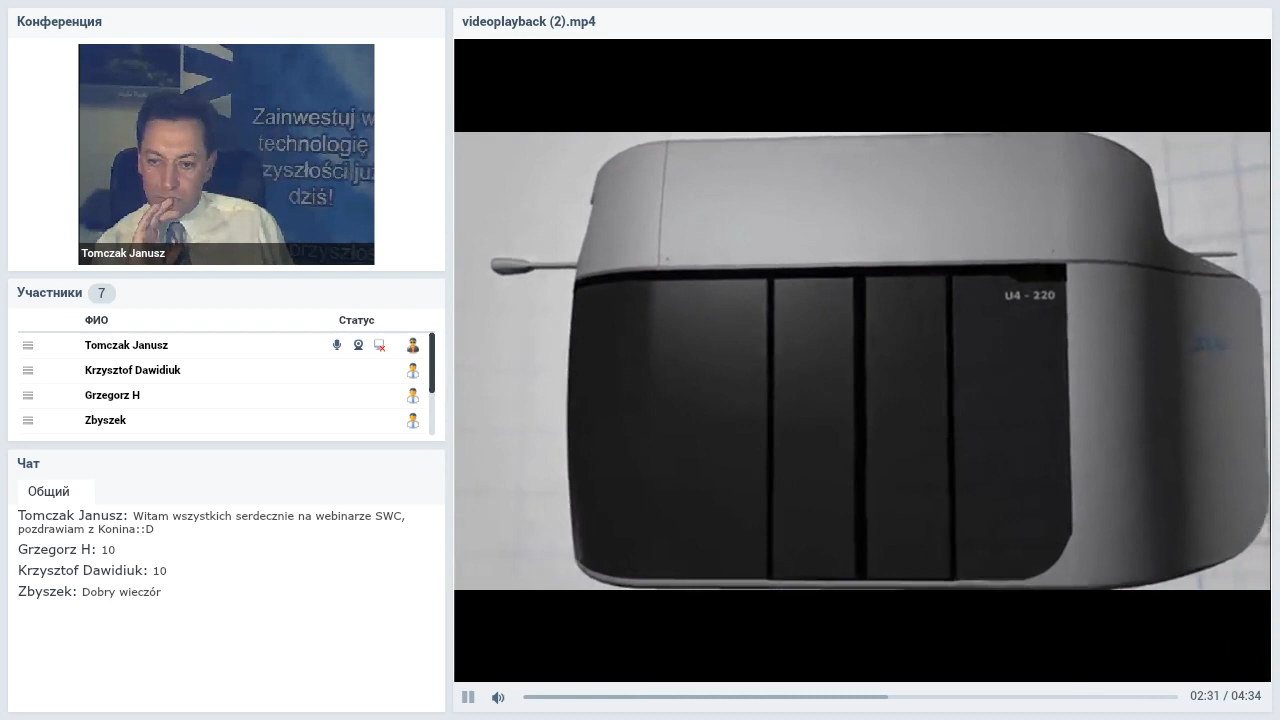 Конференция
Zainwestuj w
technologię
zyszłości już
dziś!
przyszłoś
Tomczak Janusz
Участники 7
ФИО Статус
Tomczak Janusz
Krzysztof Dawidiuk
Grzegorz H
Zbyszek
Чат
Общий
Tomczak Janusz: Witam wszystkich serdecznie na webinarze SWC,
pozdrawiam z Konina::D
Grzegorz H: 10
Krzysztof Dawidiuk: 10
Zbyszek: Dobry wieczór
videoplayback (2).mp4
U4 - 220
02:31 / 04:34